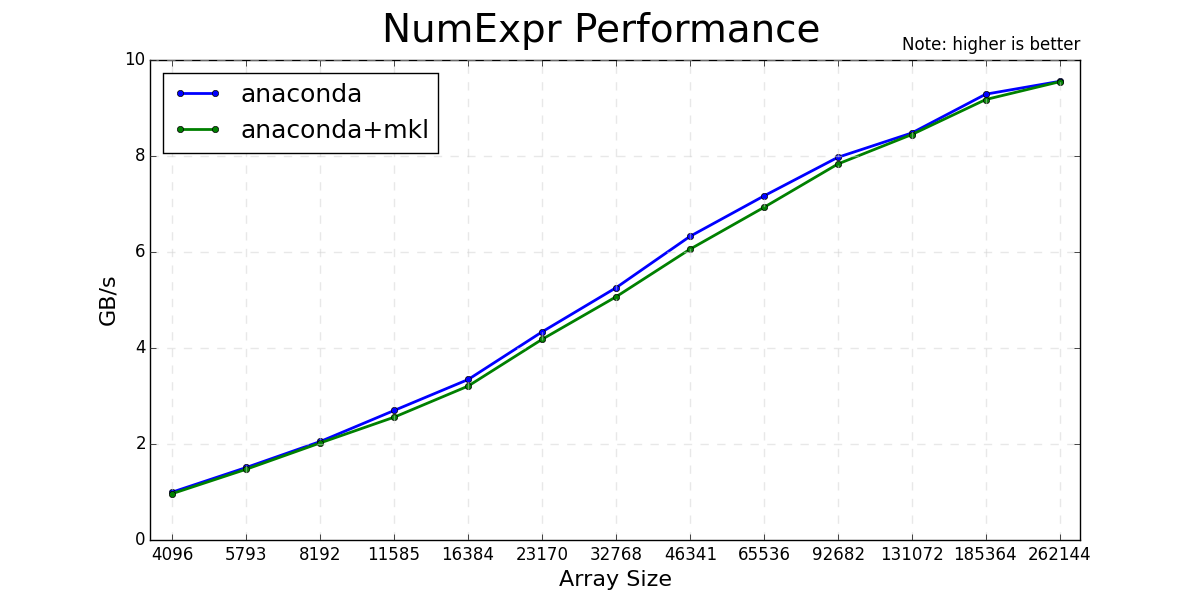 NumExpr Performance
Note: higher is better
anaconda
anaconda+mkl
10
8
6
4
2
0
GB/s
4096 5793 8192 11585 16384 23170 32768 46341 65536 92682 131072 185364 262144
Array Size